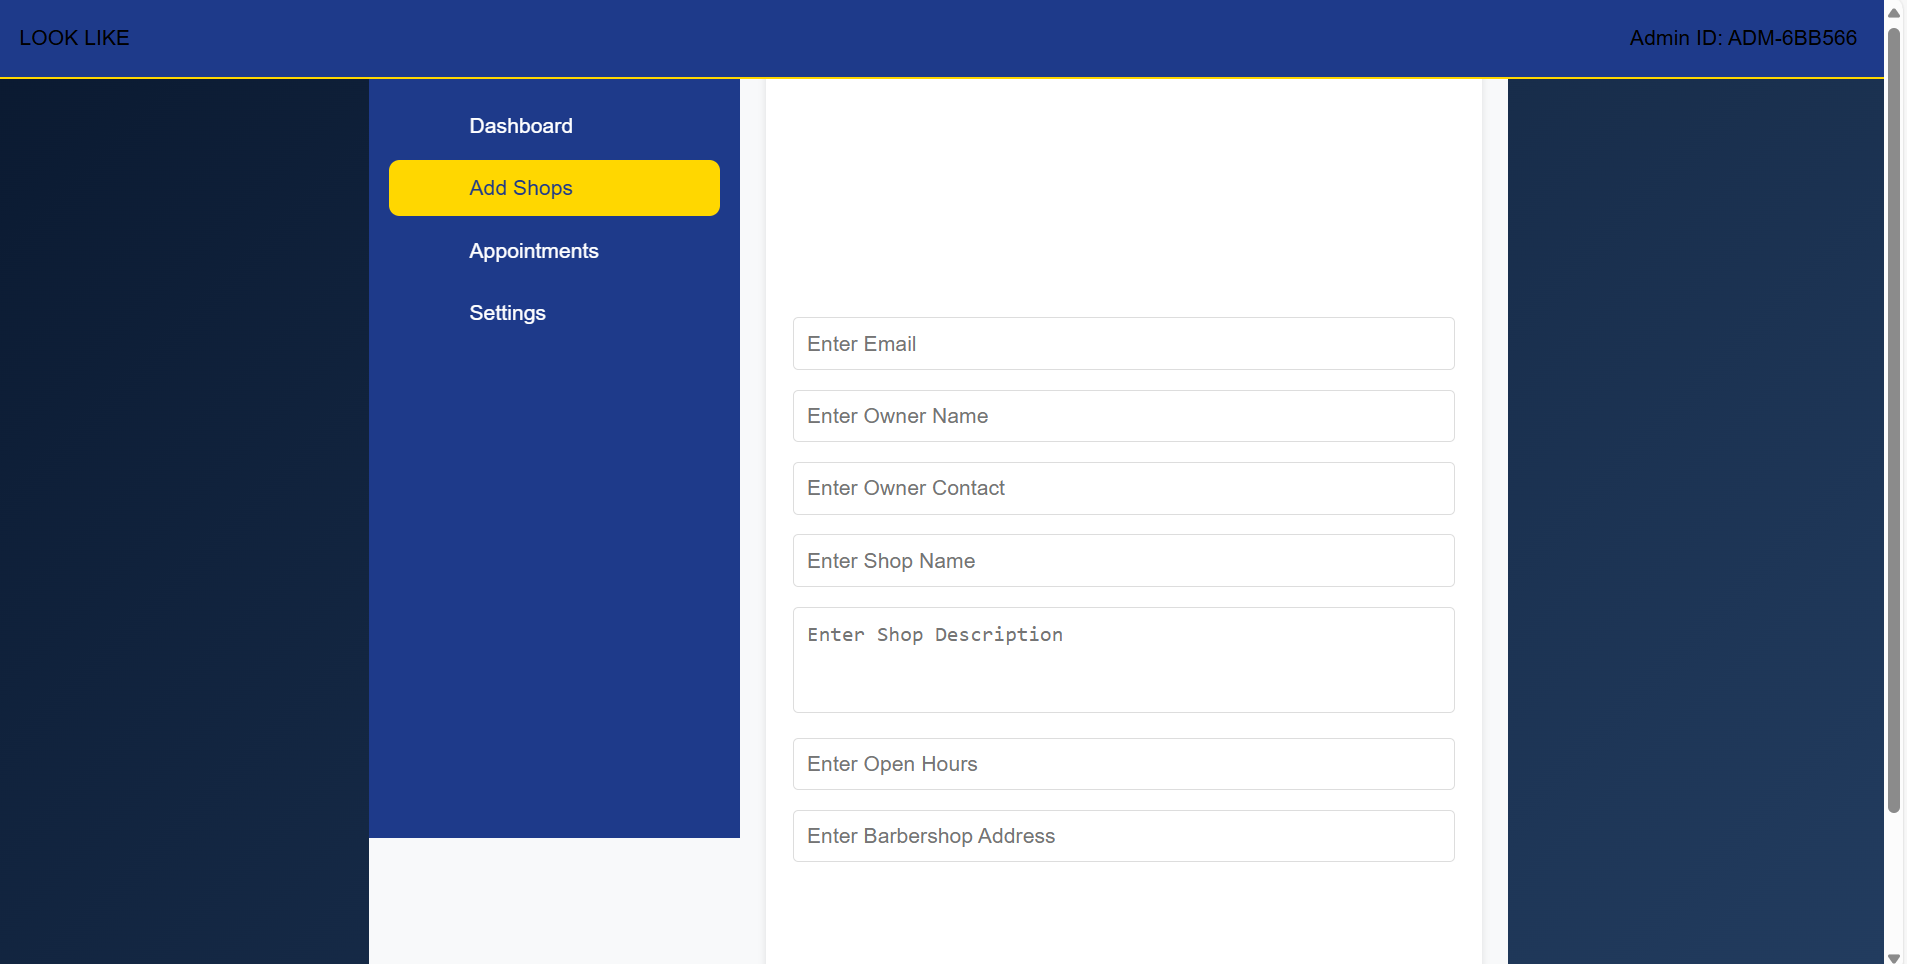 LOOK LIKE
Admin ID: ADM-6BB566
Dashboard
Add Shops
Appointments
Settings
Enter Email
Enter Owner Name
Enter Owner Contact
Enter Shop Name
Enter Shop Description
Enter Open Hours
Enter Barbershop Address